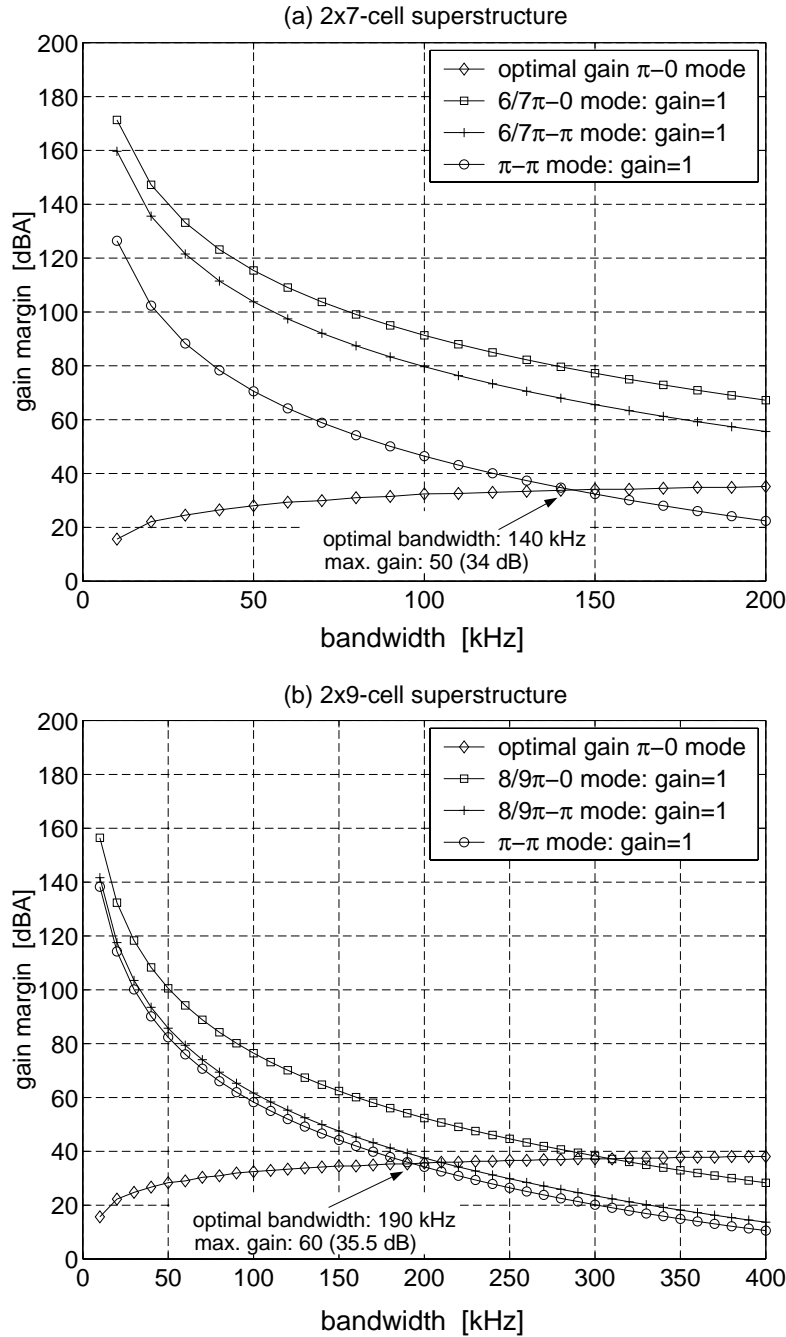 (a) 2x7-cell superstructure
200
180
160
140
120
100
80
60
40
20
0
gain margin [dBA]
optimal gain π−0 mode
6/7π−0 mode: gain=1
6/7π−π mode: gain=1
π−π mode: gain=1
optimal bandwidth: 140 kHz
max. gain: 50 (34 dB)
0 50 100 150 200
bandwidth [kHz]
(b) 2x9-cell superstructure
200
180
160
140
120
100
80
60
40
20
0
gain margin [dBA]
optimal gain π−0 mode
8/9π−0 mode: gain=1
8/9π−π mode: gain=1
π−π mode: gain=1
optimal bandwidth: 190 kHz
max. gain: 60 (35.5 dB)
0 50 100 150 200 250 300 350 400
bandwidth [kHz]